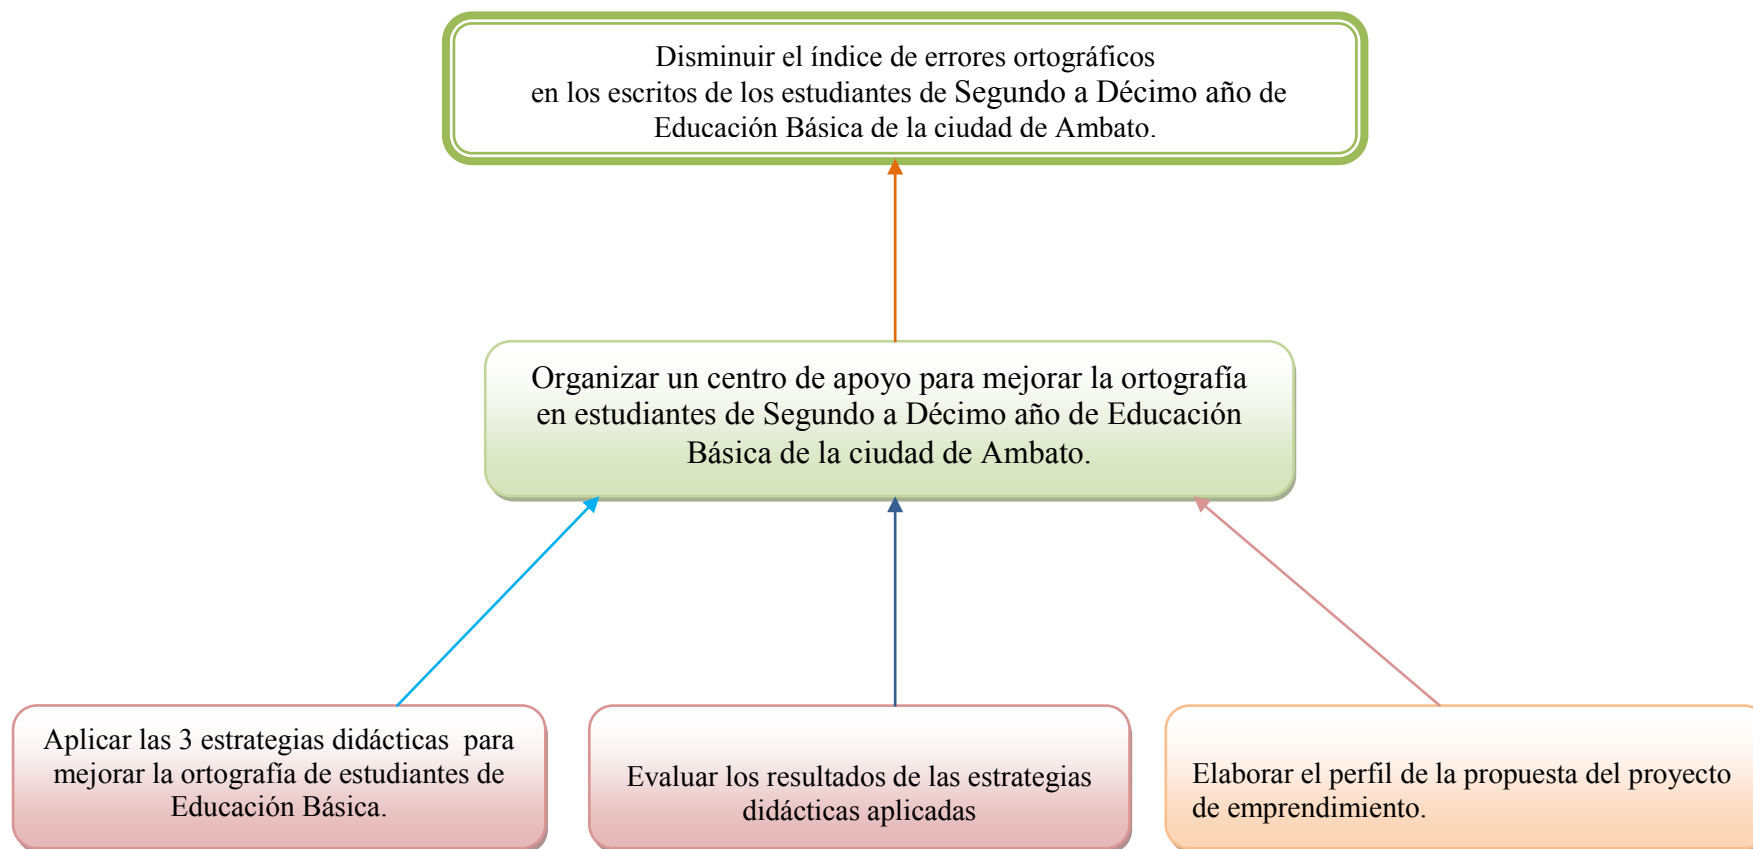 Disminuir el índice de errores ortográficos
en los escritos de los estudiantes de Segundo a Décimo año de
Educación Básica de la ciudad de Ambato.
Organizar un centro de apoyo para mejorar la ortografía
en estudiantes de Segundo a Décimo año de Educación
Básica de la ciudad de Ambato.
Aplicar las 3 estrategias didácticas para
mejorar la ortografía de estudiantes de
Educación Básica.
Evaluar los resultados de las estrategias
didácticas aplicadas
Elaborar el perfil de la propuesta del proyecto
de emprendimiento.